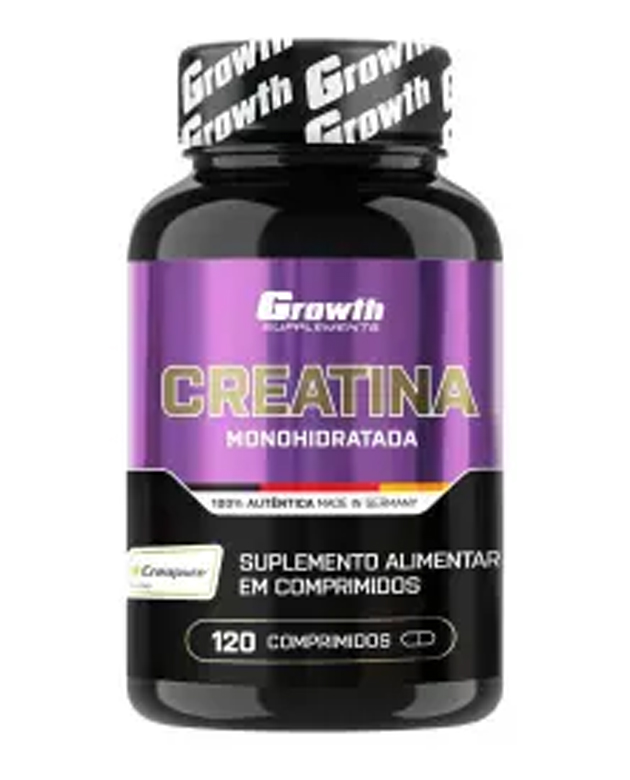 Growth
Growth
Growth
Growth
Growth
SUPPLEMENTS
CREATINA
MONOHIDRATADA
100% AUTÊNTICA MADE IN GERMANY
Creapure
SUPLEMENTO ALIMENTAR
EM COMPRIMIDOS
120 COMPRIMIDOS